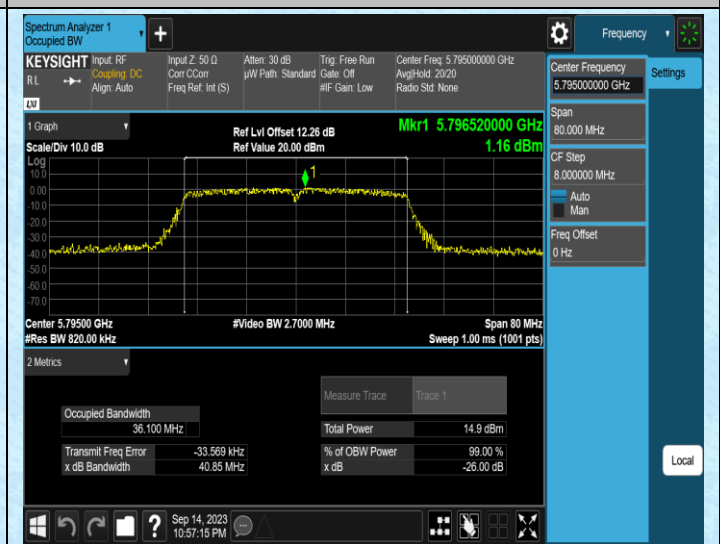 Spectrum Analyzer 1
Occupied BW
+
Frequency
KEYSIGHT
RL
LXI
Input: RF
Coupling: DC
Align: Auto
Input Z: 50 Ω
Corr CCorr
Freq Ref: Int (S)
Atten: 30 dB
µW Path: Standard
Trig: Free Run
Gate: Off
#IF Gain: Low
Center Freq: 5.795000000 GHz
Avg|Hold: 20/20
Radio Std: None
Center Frequency
5.795000000 GHz
Settings
Span
80.000 MHz
CF Step
8.000000 MHz
Auto
Man
Freq Offset
0 Hz
1 Graph
Scale/Div 10.0 dB
Ref Lvl Offset 12.26 dB
Ref Value 20.00 dBm
Mkr1 5.796520000 GHz
1.16 dBm
Log
10.0
0.00
-10.0
-20.0
-30.0
-40.0
-50.0
-60.0
-70.0
1
Center 5.79500 GHz
#Res BW 820.00 kHz
#Video BW 2.7000 MHz
Span 80 MHz
Sweep 1.00 ms (1001 pts)
2 Metrics
Measure Trace Trace 1
Occupied Bandwidth
36.100 MHz
Total Power 14.9 dBm
Transmit Freq Error -33.569 kHz
% of OBW Power 99.00 %
x dB Bandwidth 40.85 MHz
x dB -26.00 dB
Local
?
Sep 14, 2023
10:57:15 PM